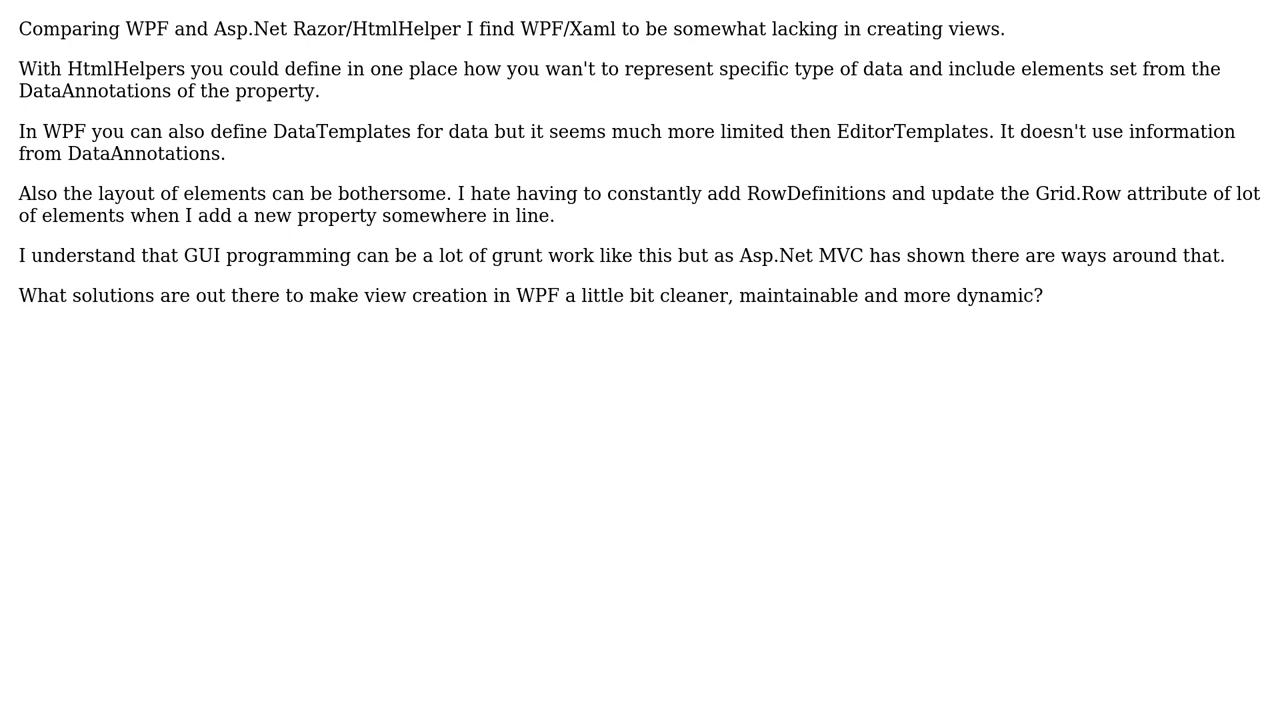 Comparing WPF and Asp.Net Razor/HtmlHelper I find WPF/Xaml to be somewhat lacking in creating views.
With HtmlHelpers you could define in one place how you wan't to represent specific type of data and include elements set from the
DataAnnotations of the property.
In WPF you can also define DataTemplates for data but it seems much more limited then EditorTemplates. It doesn't use information
from DataAnnotations.
Also the layout of elements can be bothersome. I hate having to constantly add RowDefinitions and update the Grid.Row attribute of lot
of elements when I add a new property somewhere in line.
I understand that GUI programming can be a lot of grunt work like this but as Asp.Net MVC has shown there are ways around that.
What solutions are out there to make view creation in WPF a little bit cleaner, maintainable and more dynamic?